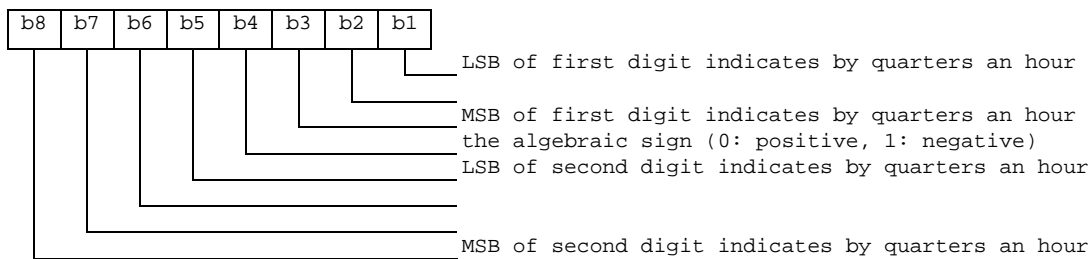 b8 b7 b6 b5 b4 b3 b2 b1
LSB of first digit indicates by quarters an hour
MSB of first digit indicates by quarters an hour
the algebraic sign (0: positive, 1: negative)
LSB of second digit indicates by quarters an hour
MSB of second digit indicates by quarters an hour